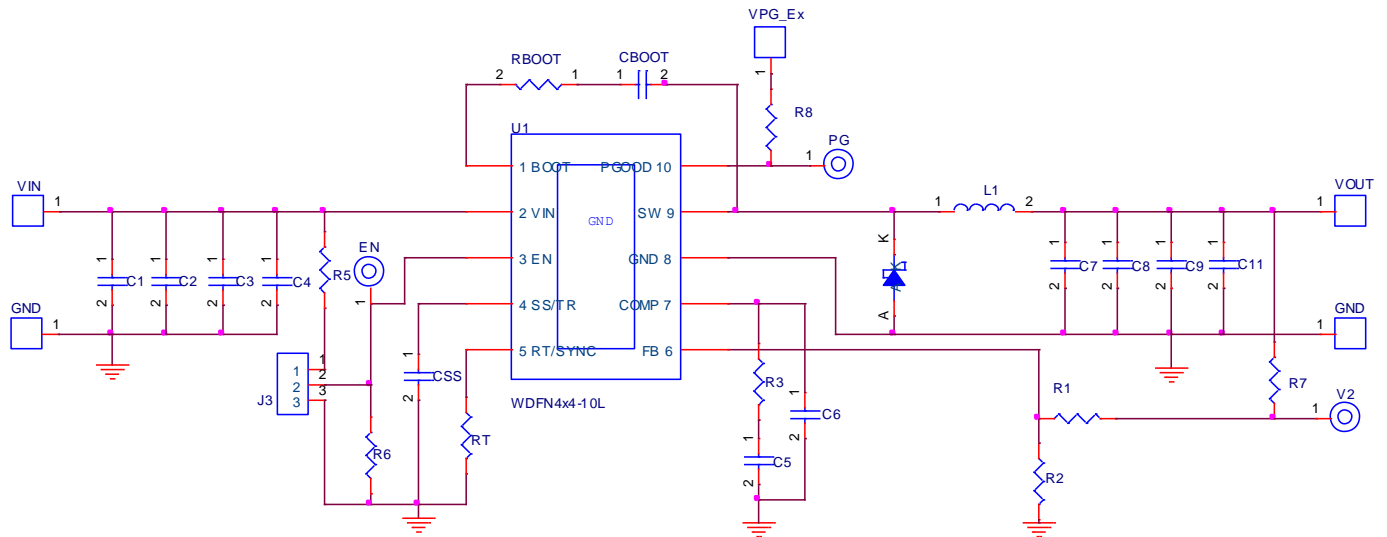 VPG_Ex
1
RBOOT
CBOOT
2 1 1 2
R8
U1
PG
1
1 BOOT
PGOOD 10
VIN
1
2 VIN
SW 9
GND
1 L1 2
VOUT
1
EN
1
3 EN
GND 8
K
A
1 C1 2
1 C2 2
1 C3 2
1 C4 2
R5
1 C7 2
1 C8 2
1 C9 2
1 C11 2
GND
1
4 SS/TR
COMP 7
GND
1
5 RT/SYNC
FB 6
1
2
3
1
2
3
J3
1 CSS 2
WDFN4x4-10L
R3
1 C6 2
R1
R7
V2
1
R6
RT
1 C5 2
R2